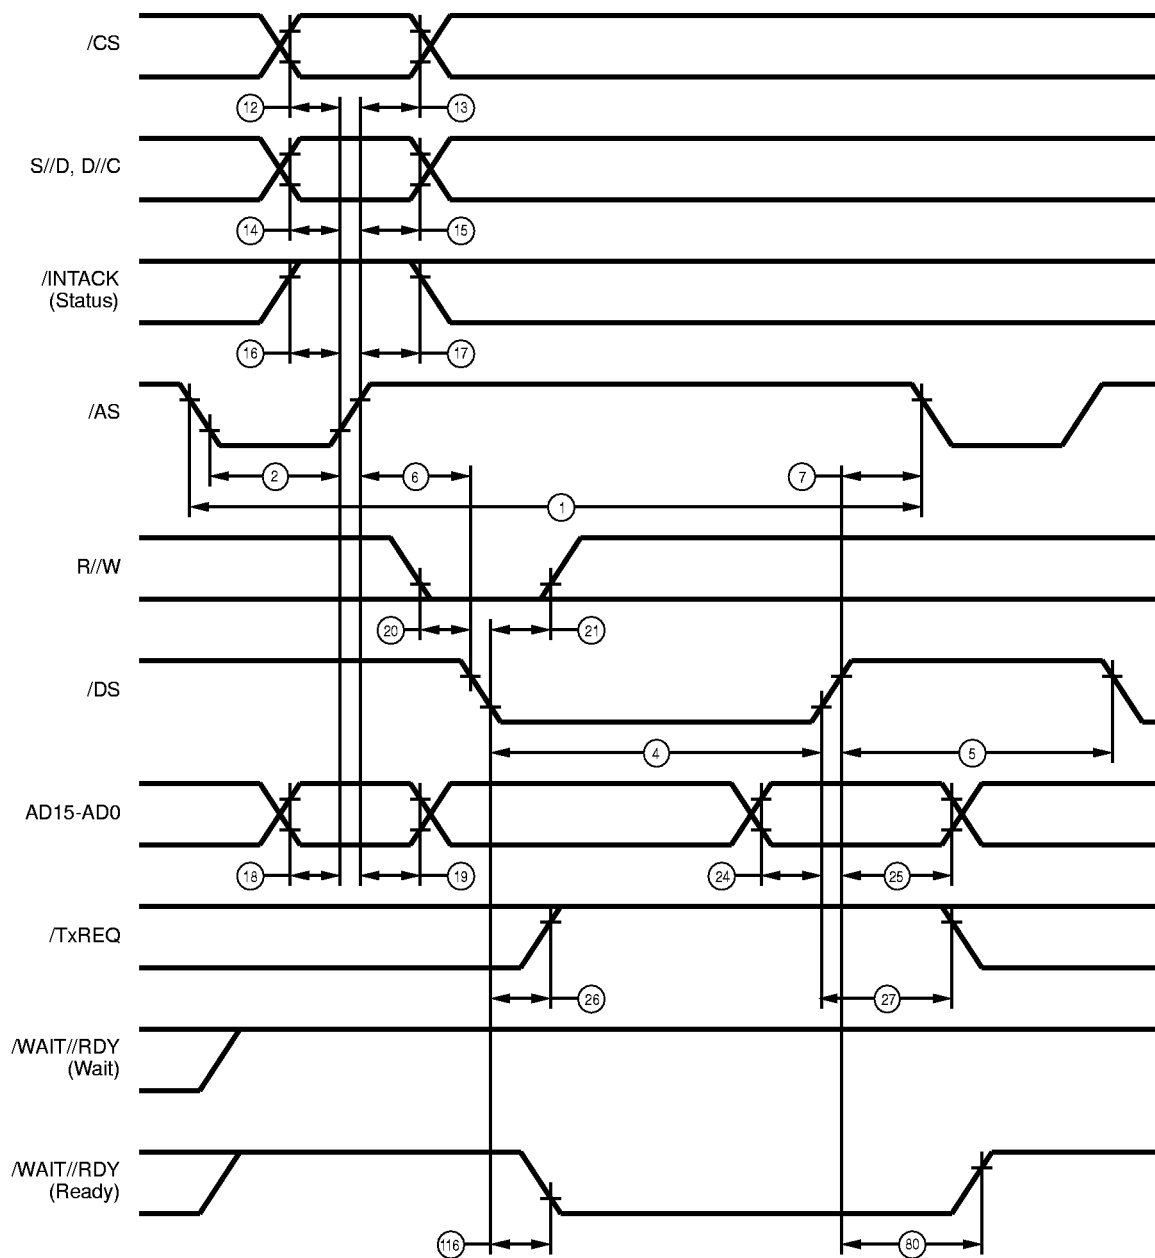 /CS
12
13
S//D, D//C
14
15
/INTACK
(Status)
16
17
/AS
2
6
7
1
R//W
20
21
/DS
4
5
AD15-AD0
18
19
24
25
/TxREQ
26
27
/WAIT//RDY
(Wait)
/WAIT//RDY
(Ready)
116
80